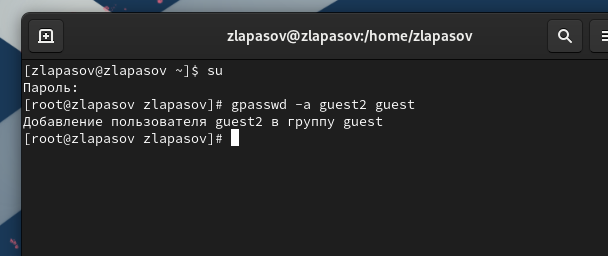 zlapasov@zlapasov:/home/zlapasov
[zlapasov@zlapasov ~]$ su
Пароль:
[root@zlapasov zlapasov]# gpasswd -a guest2 guest
Добавление пользователя guest2 в группу guest
[root@zlapasov zlapasov]#